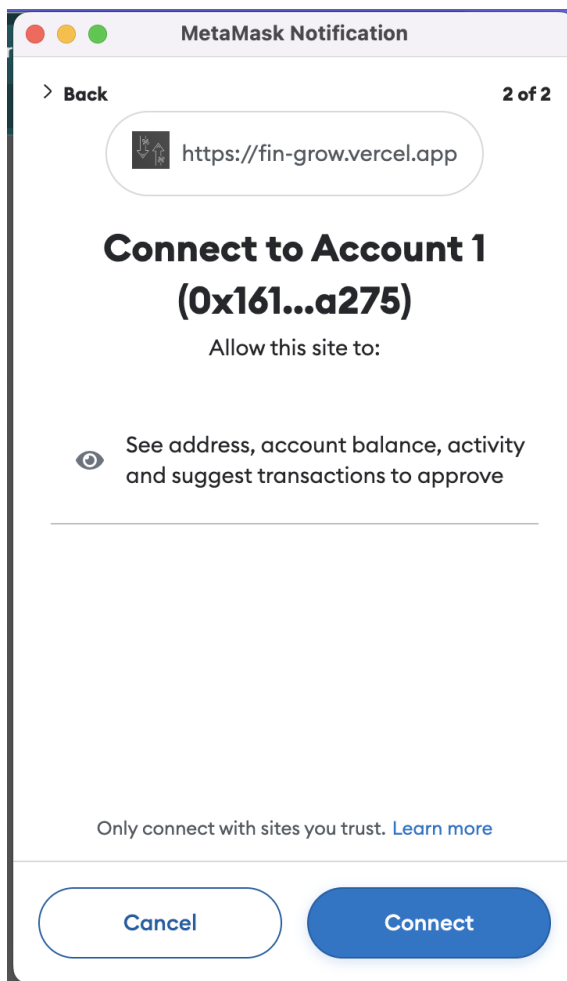 MetaMask Notification
Back
2 of 2
https://fin-grow.vercel.app
Connect to Account 1
(0x161...a275)
Allow this site to:
See address, account balance, activity
and suggest transactions to approve
Only connect with sites you trust. Learn more
Cancel
Connect